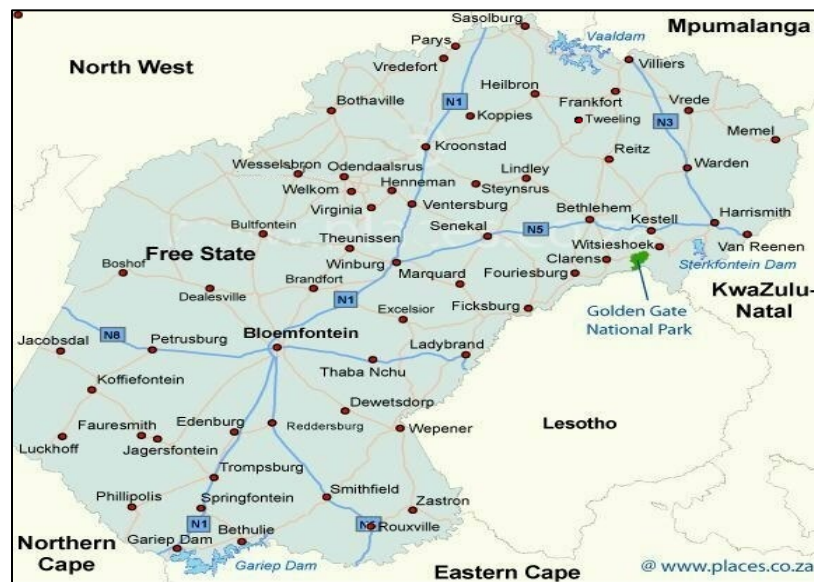 Sasolburg
Mpumalanga
Parys
Vaaldam
North West
Vredefort
Villiers
Heilbron
Bothaville
N1
Koppies
Frankfort
Vrede
Tweeling
N3
Memel
Kroonstad
Reitz
Wesselsbron
Odendaalsrus
Lindley
Warden
Welkom
Henneman
Steynsrus
Virginia
Ventersburg
Bethlehem
Kestell
Harrismith
Bultfontein
Senekal
N5
Free State
Theunissen
Witsieshoek
Van Reenen
Boshof
Winburg
Marquard
Fouriesburg
Clarens
Sterkfontein Dam
Dealesville
Brandfort
N1
Excelsior
Ficksburg
Golden Gate
National Park
KwaZulu-
Natal
Jacobsdal
N8
Petrusburg
Bloemfontein
Ladybrand
Thaba Nchu
Koffiefontein
Dewetsdorp
Lesotho
Fauresmith
Edenburg
Reddersburg
Wepener
Luckhoff
Jagersfontein
Trompsburg
Phillipolis
Springfontein
Smithfield
Zastron
N1
Rouxville
Northern
Cape
Gariep Dam
Bethulie
Gariep Dam
Eastern Cape
@ www.places.co.za